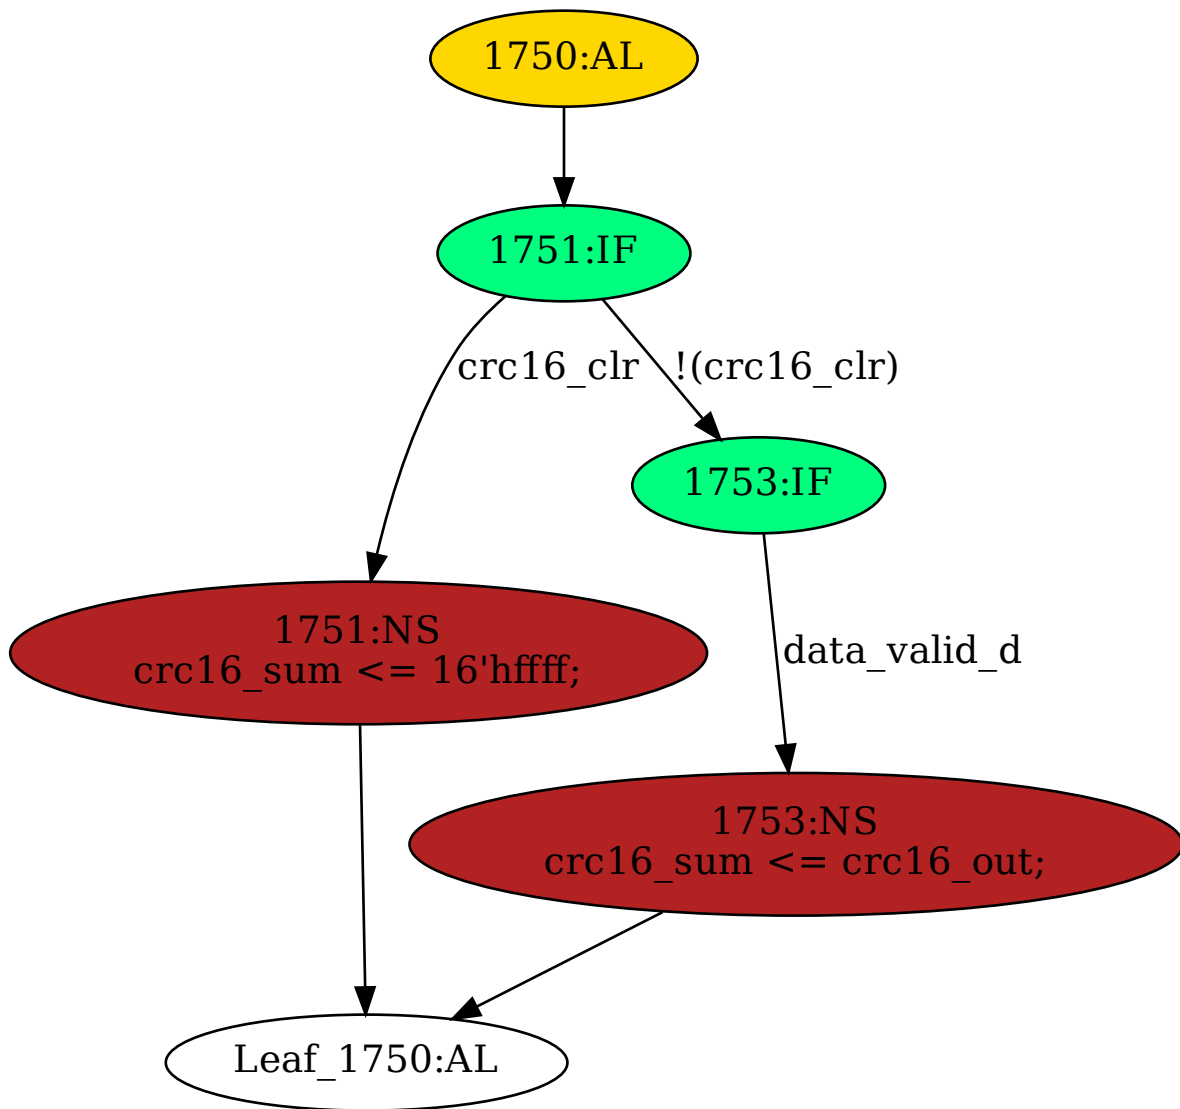 1750:AL
1751:IF
crc16_clr
!(crc16_clr)
1753:IF
1751:NS
crc16_sum <= 16'hffff;
data_valid_d
1753:NS
crc16_sum <= crc16_out;
Leaf_1750:AL